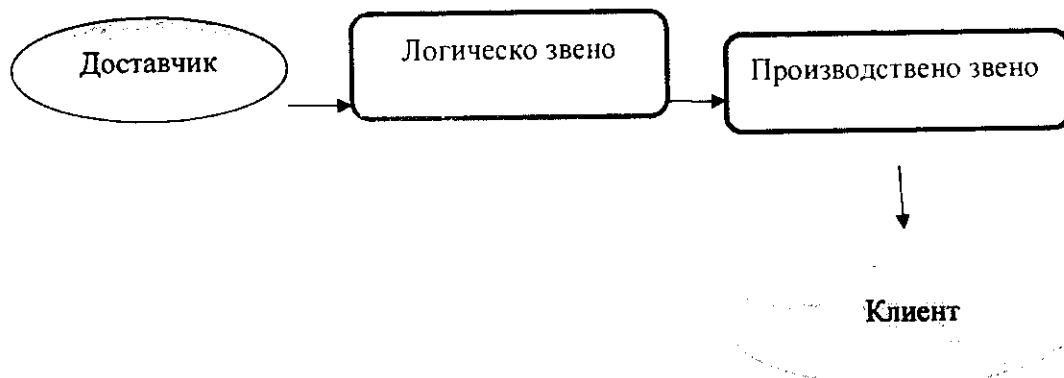 Доставчик
Логическо звено
Производствено звено
Клиент